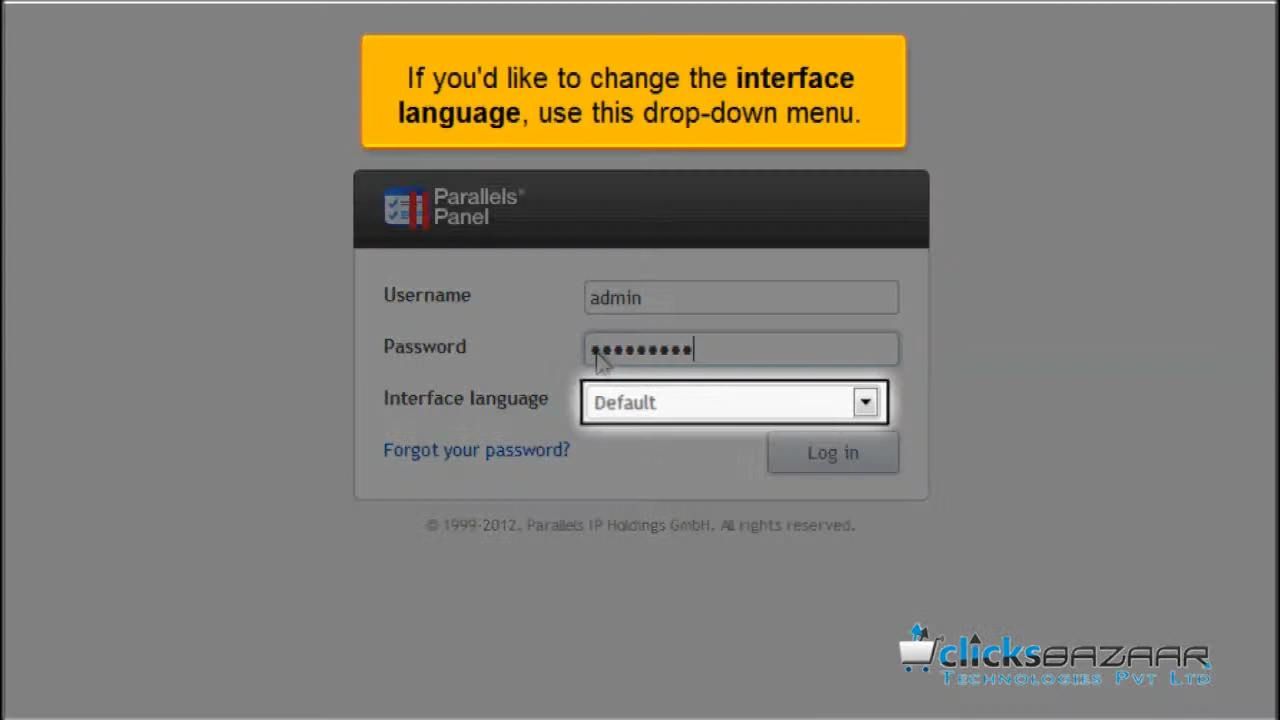 If you'd like to change the interface
language, use this drop-down menu.
Parallels®
Panel
Username
admin
Password
•••••••••
Interface language
Default
Forgot your password?
Log in
© 1999-2012. Parallels IP Holdings GmbH. All rights reserved.
clicksBAZAAR
Technologies Pvt Ltd